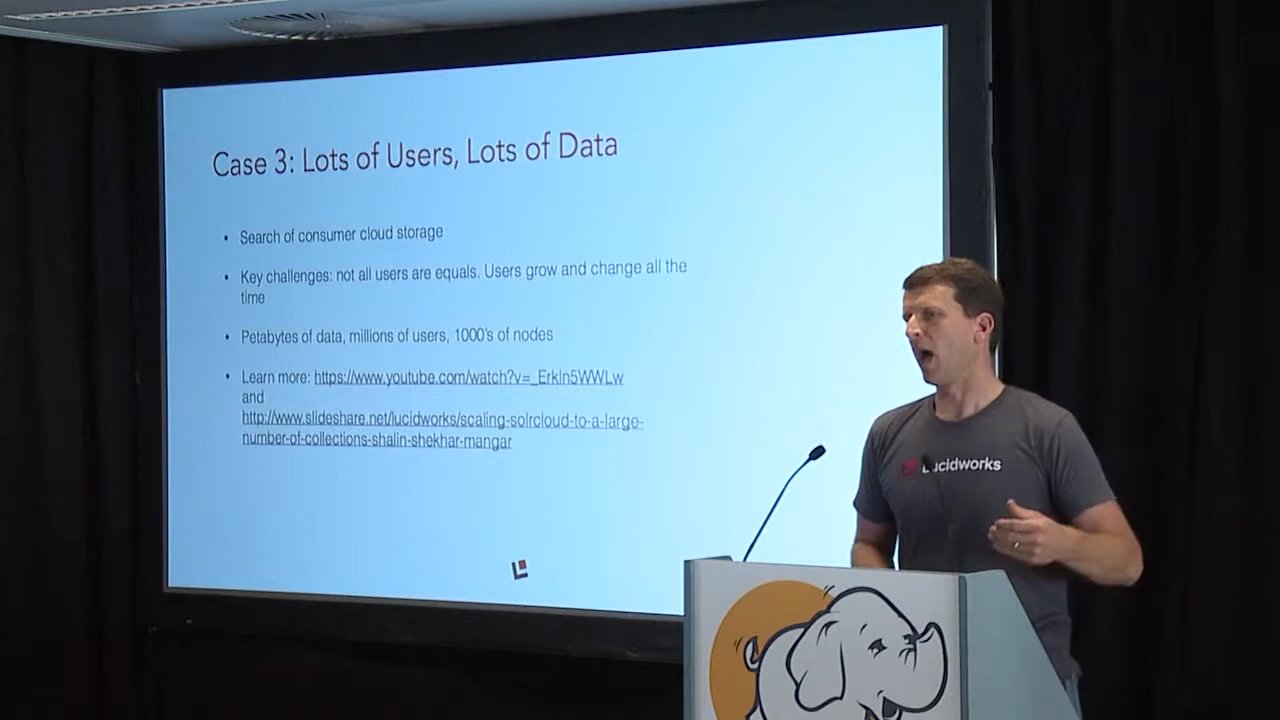 Case 3: Lots of Users, Lots of Data
• Search of consumer cloud storage
• Key challenges: not all users are equals. Users grow and change all the
time
• Petabytes of data, millions of users, 1000's of nodes
• Learn more: https://www.youtube.com/watch?v=_Erkln5WWLw
and
http://www.slideshare.net/lucidworks/scaling-solrcloud-to-a-large-
number-of-collections-shalin-shekhar-mangar
Lucidworks